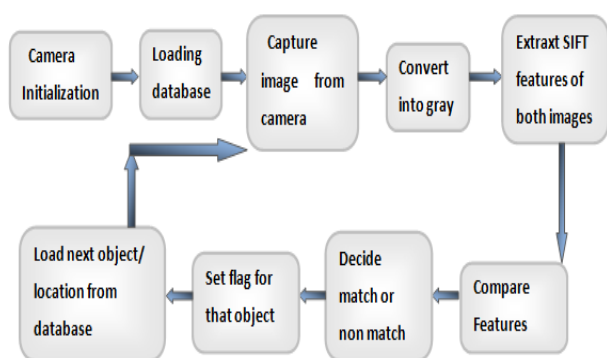 Camera
Initialization
Loading
database
Capture
image from
camera
Convert
into gray
Extraxt SIFT
features of
both images
Compare
Features
Decide
match or
non match
Set flag for
that object
Load next object/
location from
database